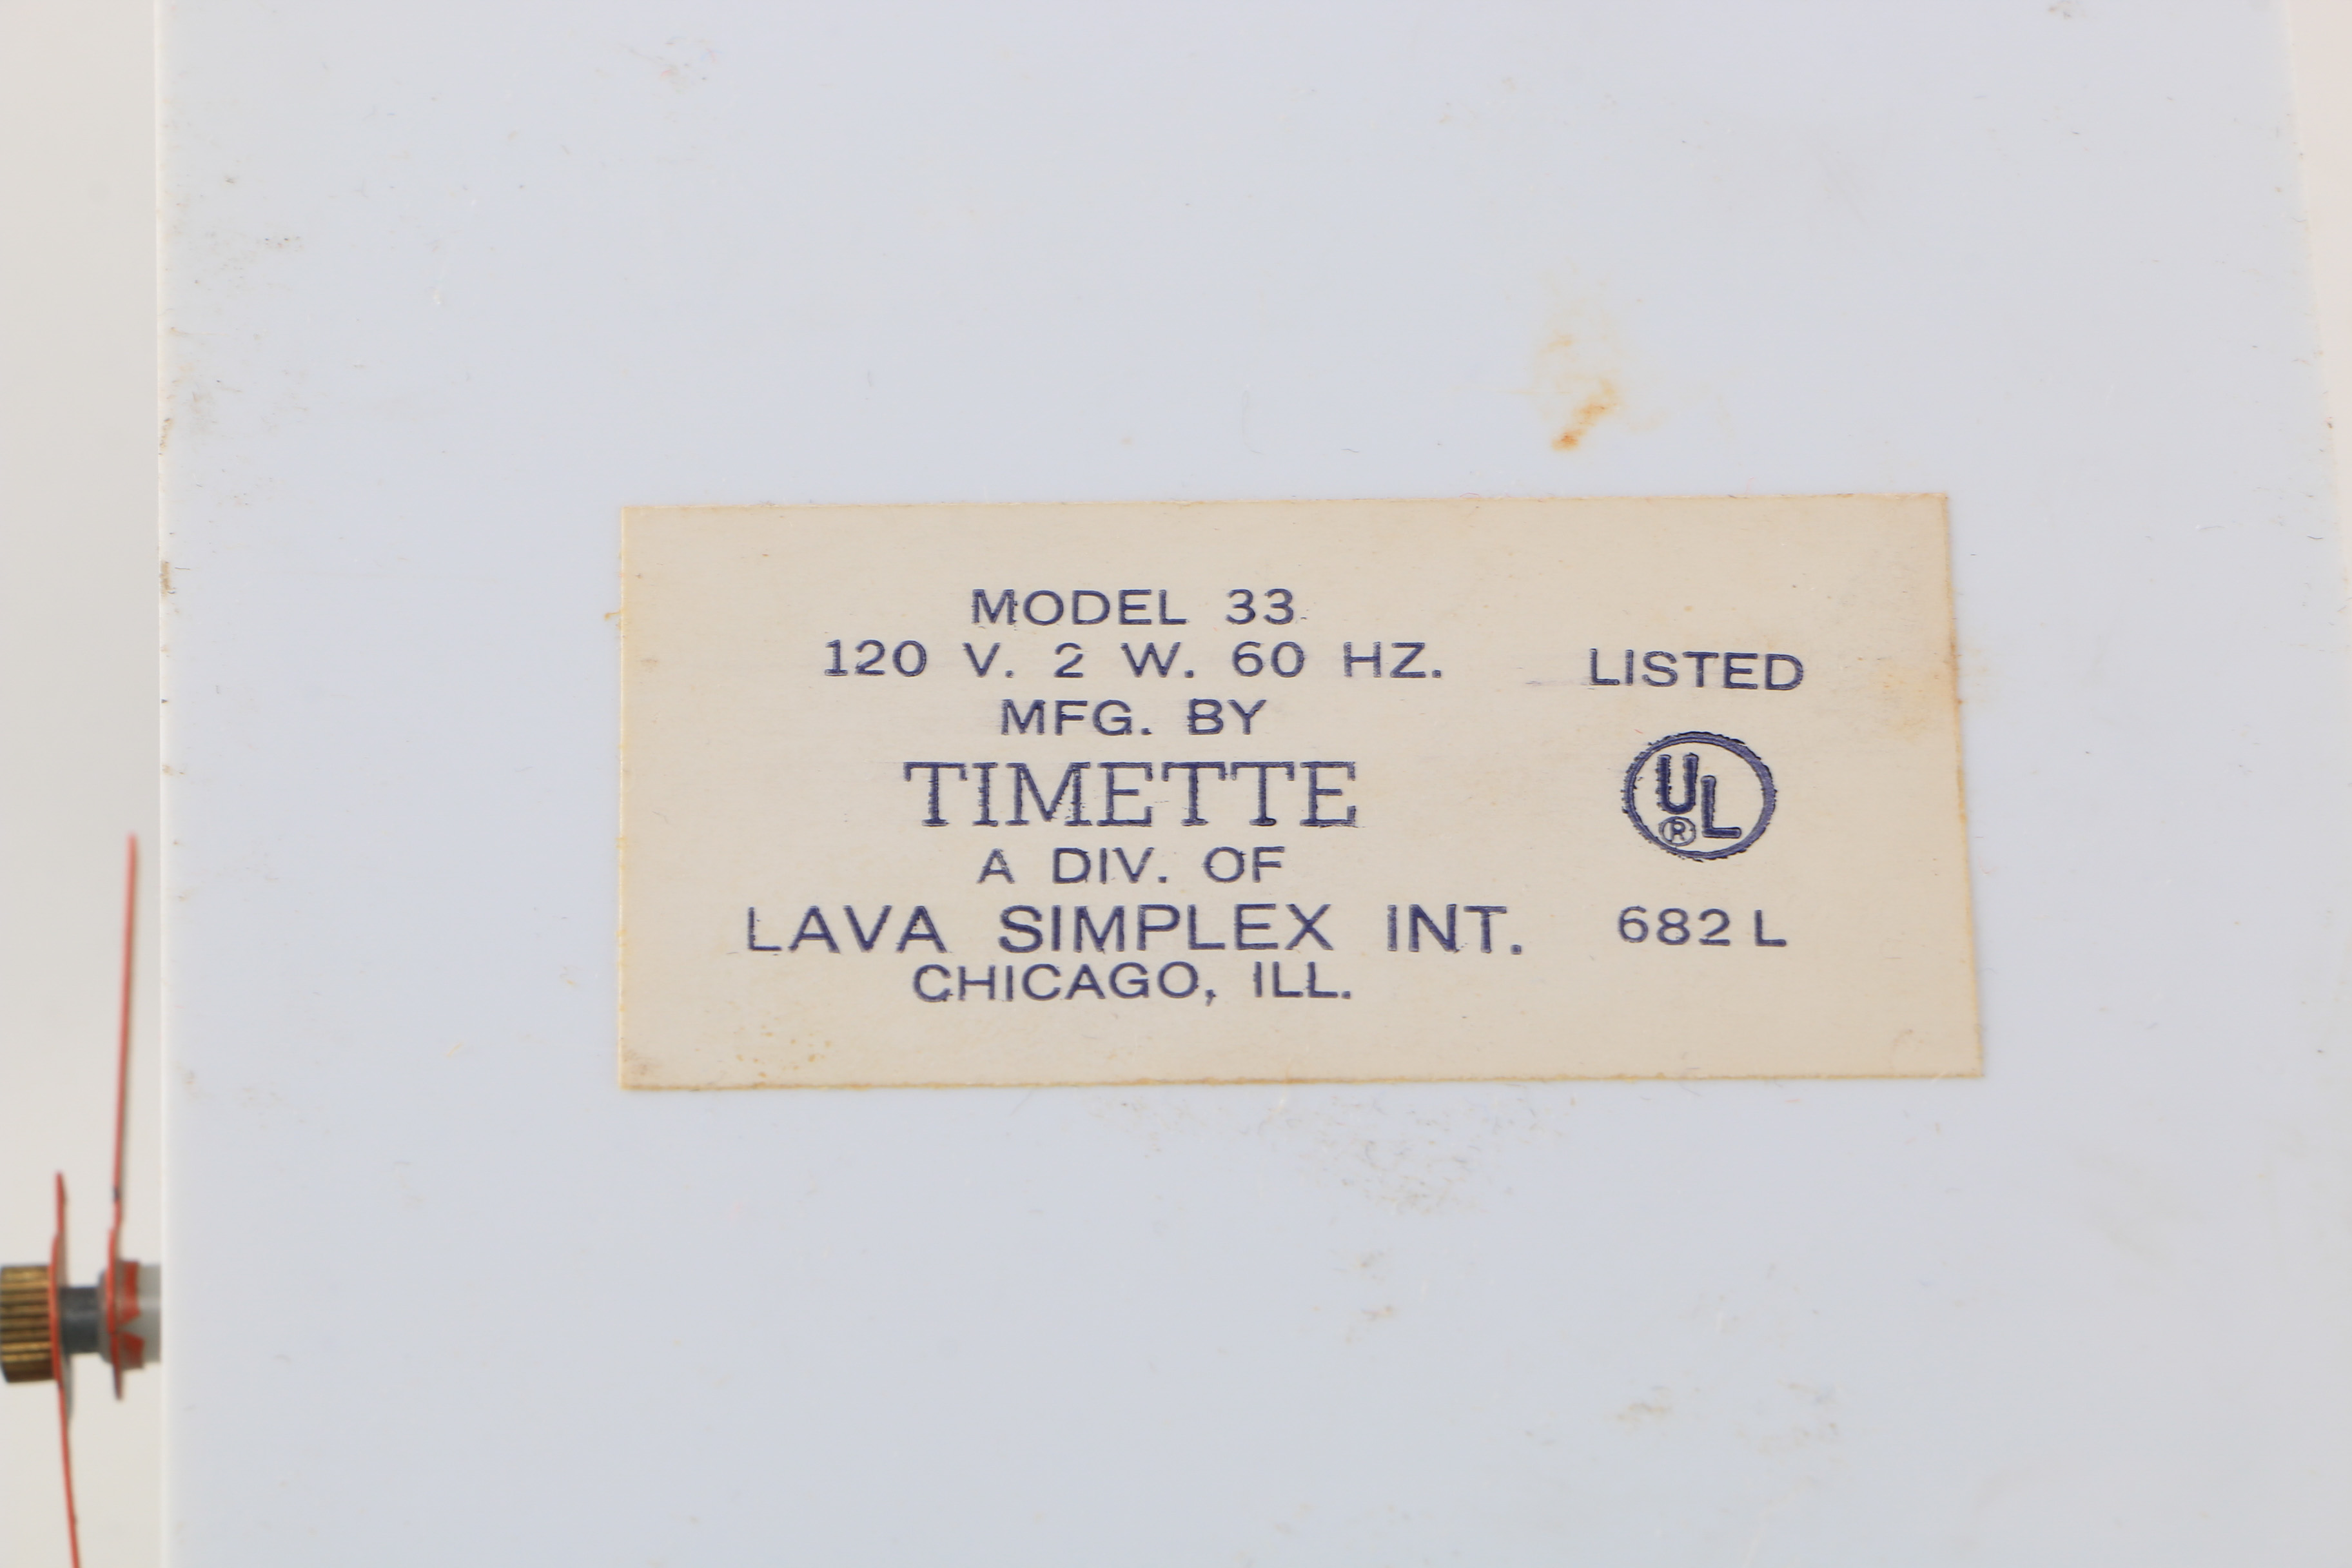 MODEL 33
120 V. 2 W. 60 HZ.
MFG. BY
TIMETTE
A DIV. OF
LAVA SIMPLEX INT.
CHICAGO, ILL.
LISTED
UL
®
682 L